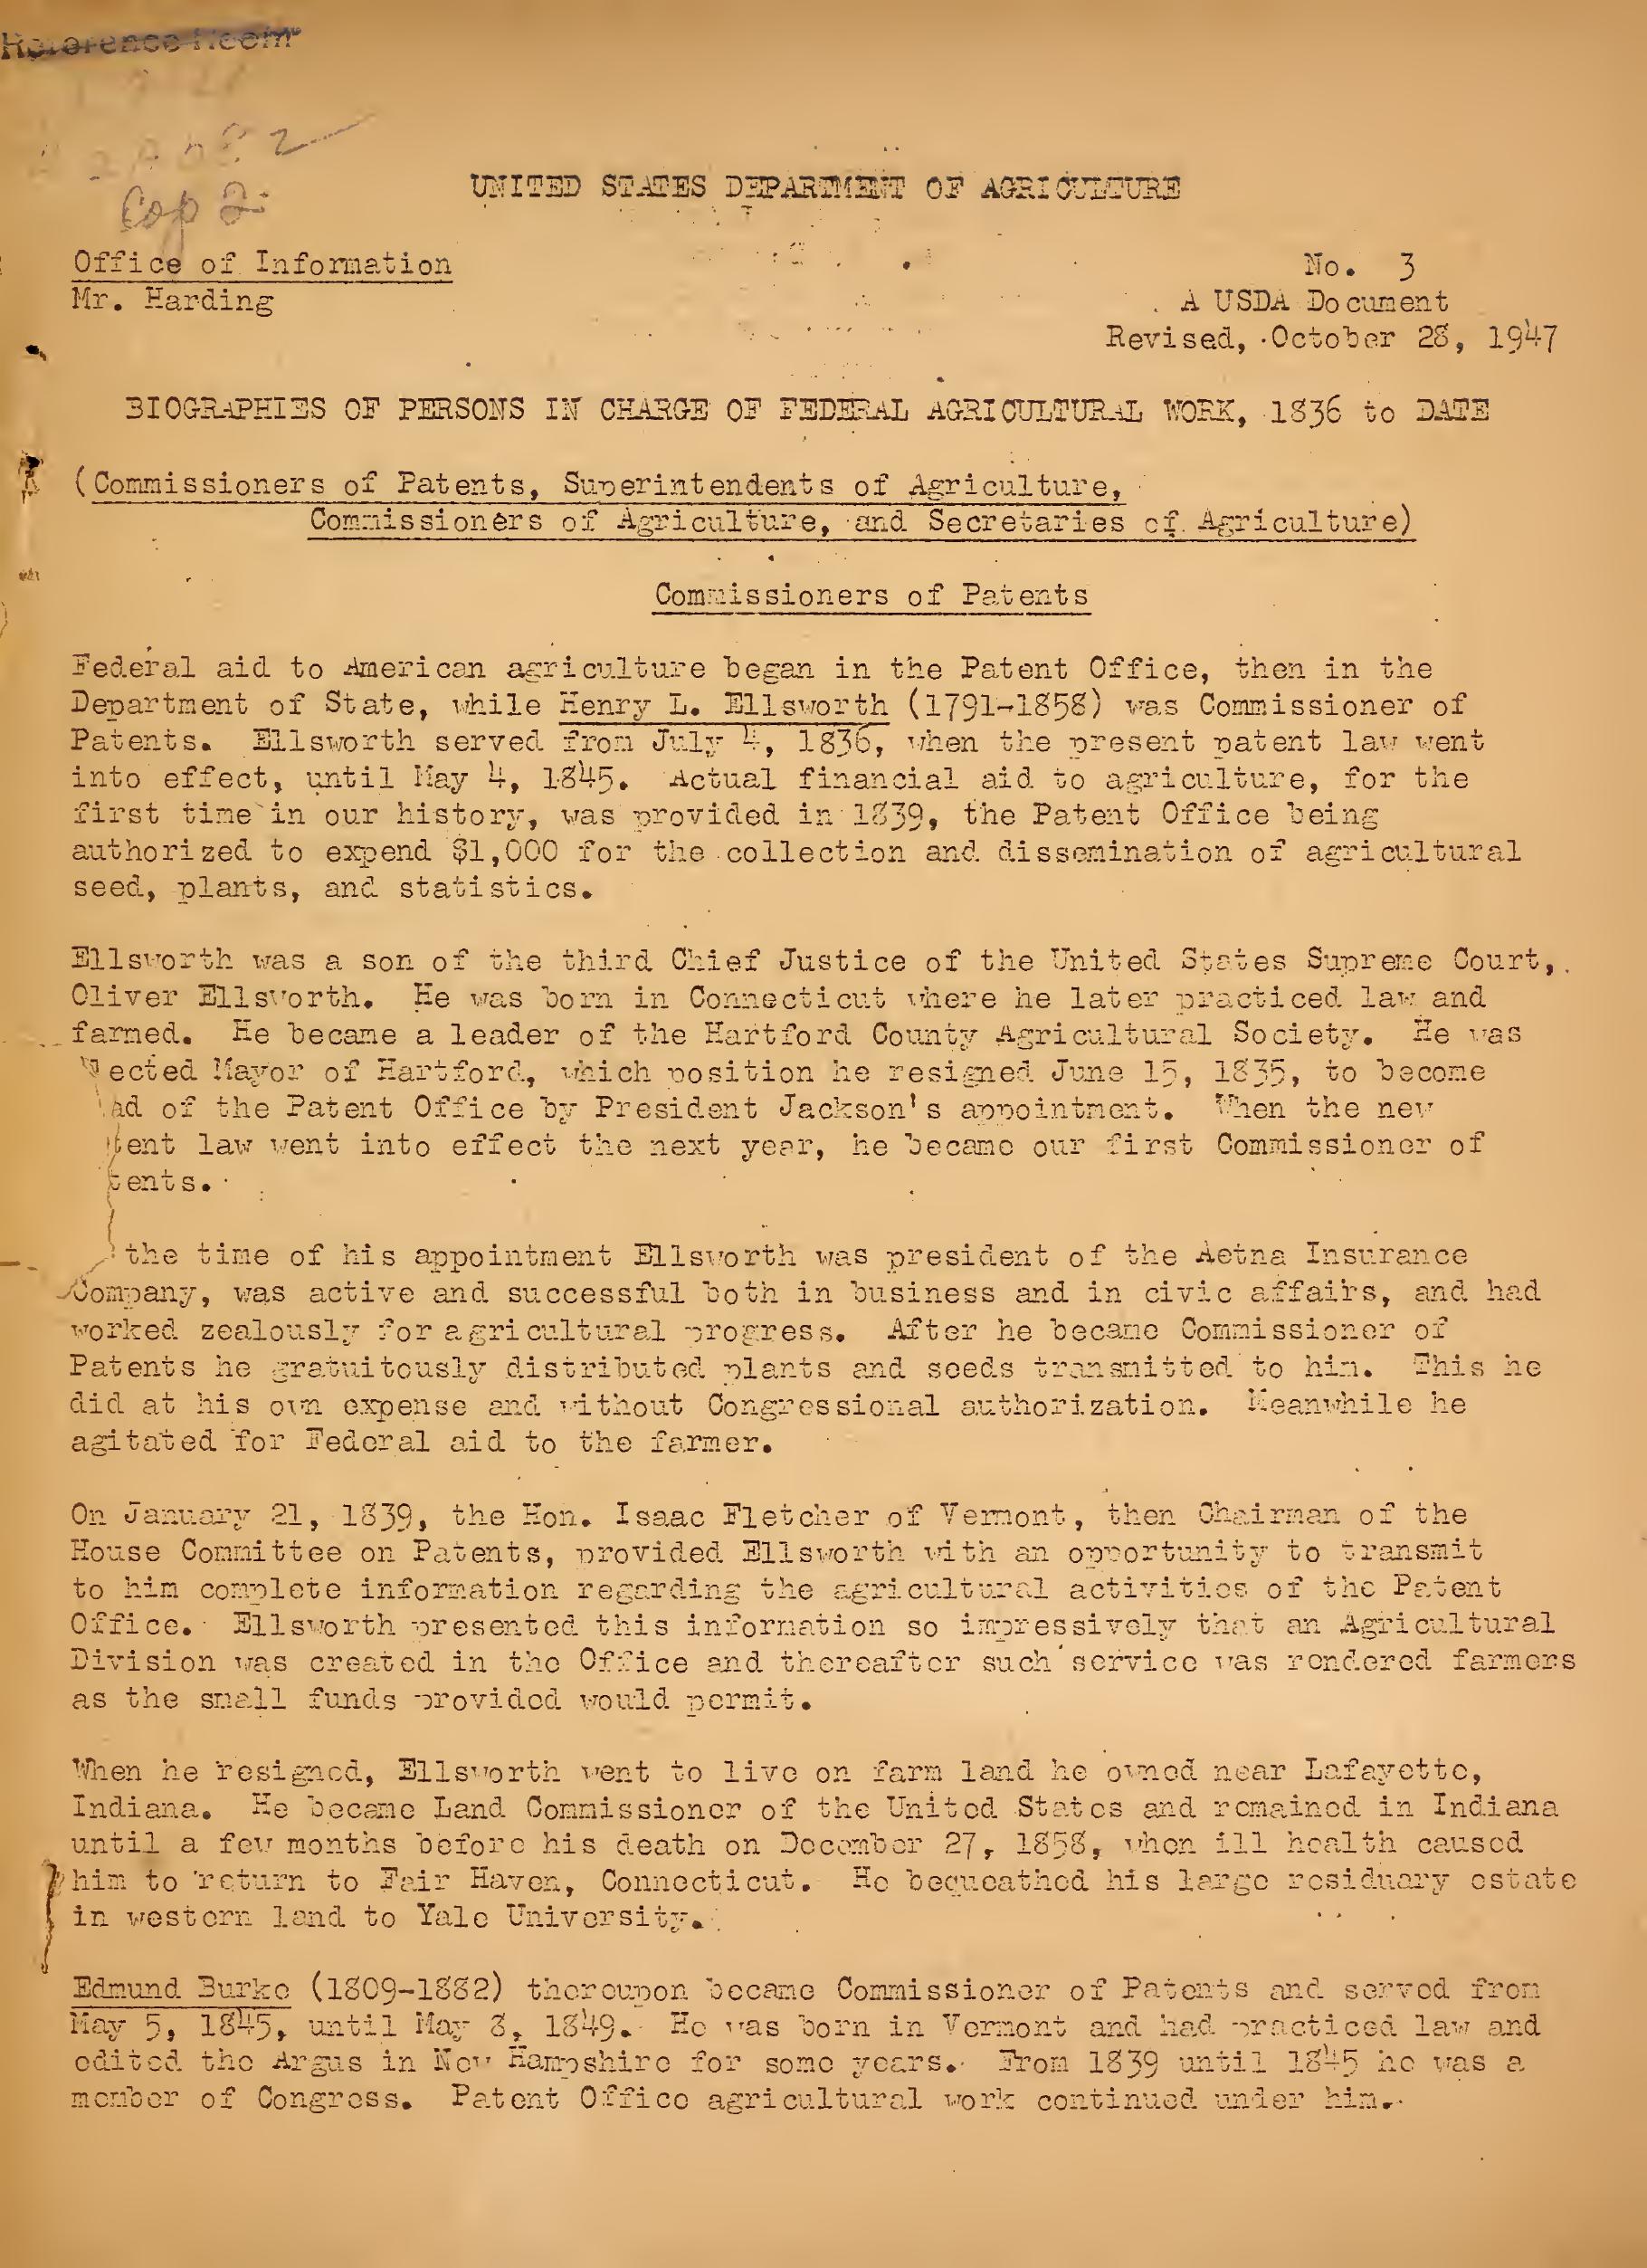 Reference Room
Cop 2
UNITED STATES DEPARTMENT OF AGRICULTURE
Office of Information No. 3
Mr. Harding A USDA Document
Revised, October 28, 1947
BIOGRAPHIES OF PERSONS IN CHARGE OF FEDERAL AGRICULTURAL WORK, 1836 to DATE
(Commissioners of Patents, Superintendents of Agriculture,
Commissioners of Agriculture, and Secretaries of Agriculture)
Commissioners of Patents
Federal aid to American agriculture began in the Patent Office, then in the
Department of State, while Henry L. Ellsworth (1791-1858) was Commissioner of
Patents. Ellsworth served from July 4, 1836, when the present patent law went
into effect, until May 4, 1845. Actual financial aid to agriculture, for the
first time in our history, was provided in 1839, the Patent Office being
authorized to expend $1,000 for the collection and dissemination of agricultural
seed, plants, and statistics.
Ellsworth was a son of the third Chief Justice of the United States Supreme Court,
Oliver Ellsworth. He was born in Connecticut where he later practiced law and
farmed. He became a leader of the Hartford County Agricultural Society. He was
ected Mayor of Hartford, which position he resigned June 15, 1835, to become
ad of the Patent Office by President Jackson's appointment. When the new
tent law went into effect the next year, he became our first Commissioner of
tents.
the time of his appointment Ellsworth was president of the Aetna Insurance
Company, was active and successful both in business and in civic affairs, and had
worked zealously for agricultural progress. After he became Commissioner of
Patents he gratuitously distributed plants and seeds transmitted to him. This he
did at his own expense and without Congressional authorization. Meanwhile he
agitated for Federal aid to the farmer.
On January 21, 1839, the Hon. Isaac Fletcher of Vermont, then Chairman of the
House Committee on Patents, provided Ellsworth with an opportunity to transmit
to him complete information regarding the agricultural activities of the Patent
Office. Ellsworth presented this information so impressively that an Agricultural
Division was created in the Office and thereafter such service was rendered farmers
as the small funds provided would permit.
When he resigned, Ellsworth went to live on farm land he owned near Lafayette,
Indiana. He became Land Commissioner of the United States and remained in Indiana
until a few months before his death on December 27, 1858, when ill health caused
him to return to Fair Haven, Connecticut. He bequeathed his large residuary estate
in western land to Yale University.
Edmund Burke (1809-1882) thereupon became Commissioner of Patents and served from
May 5, 1845, until May 8, 1849. He was born in Vermont and had practiced law and
edited the Argus in New Hampshire for some years. From 1839 until 1845 he was a
member of Congress. Patent Office agricultural work continued under him.